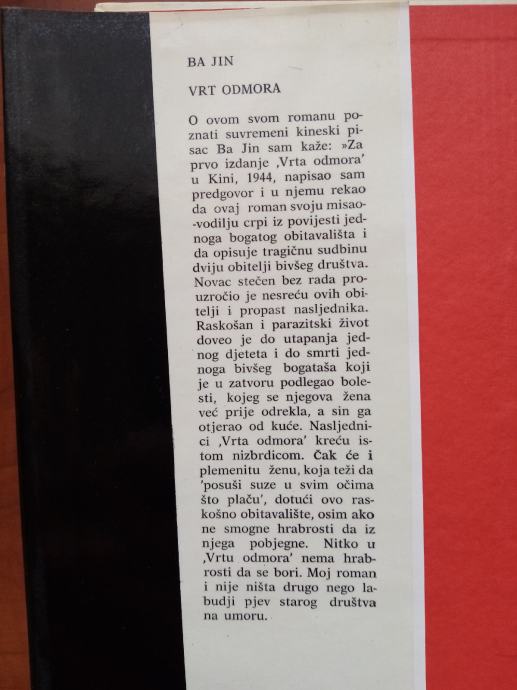 BA JIN
VRT ODMORA
O ovom svom romanu po-
znati suvremeni kineski pi-
sac Ba Jin sam kaže: »Za
prvo izdanje ‚Vrta odmora’
u Kini, 1944, napisao sam
predgovor i u njemu rekao
da ovaj roman svoju misao-
-vodilju crpi iz povijesti jed-
noga bogatog obitavališta i
da opisuje tragičnu sudbinu
dviju obitelji bivšeg društva.
Novac stečen bez rada pro-
uzročio je nesreću ovih obi-
telji i propast nasljednika.
Raskošan i parazitski život
doveo je do utapanja jed-
nog djeteta i do smrti jed-
noga bivšeg bogataša koji
je u zatvoru podlegao bole-
sti, kojeg se njegova žena
već prije odrekla, a sin ga
otjerao od kuće. Nasljedni-
ci ‚Vrta odmora’ kreću is-
tom nizbrdicom. Čak će i
plemenitu ženu, koja teži da
'posuši suze u svim očima
što plaču', dotući ovo ras-
košno obitavalište, osim ako
ne smogne hrabrosti da iz
njega pobjegne. Nitko u
‚Vrtu odmora’ nema hrab-
rosti da se bori. Moj roman
i nije ništa drugo nego la-
budji pjev starog društva
na umoru.